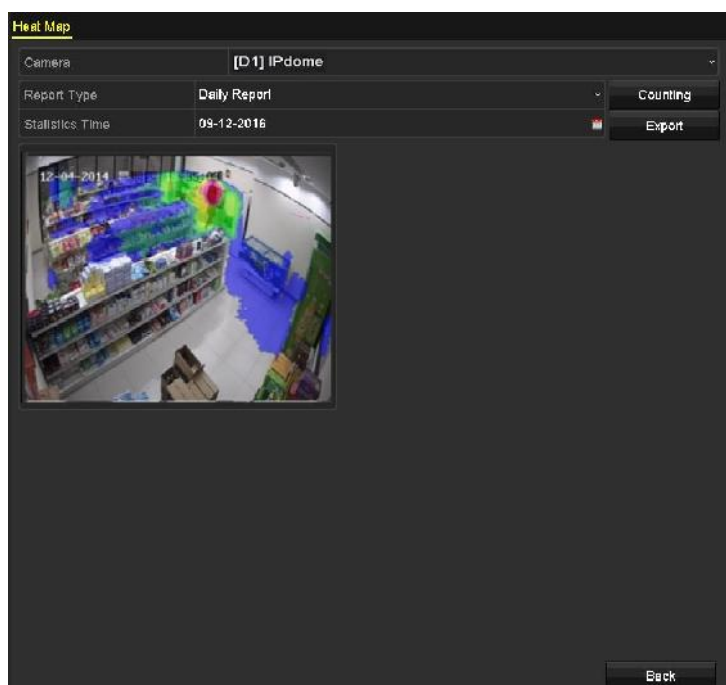 Heat Map
Camera [D1] IPdome
Report Type Daily Report Counting
Statistics Time 09-12-2016 Export
12-04-2014
Back